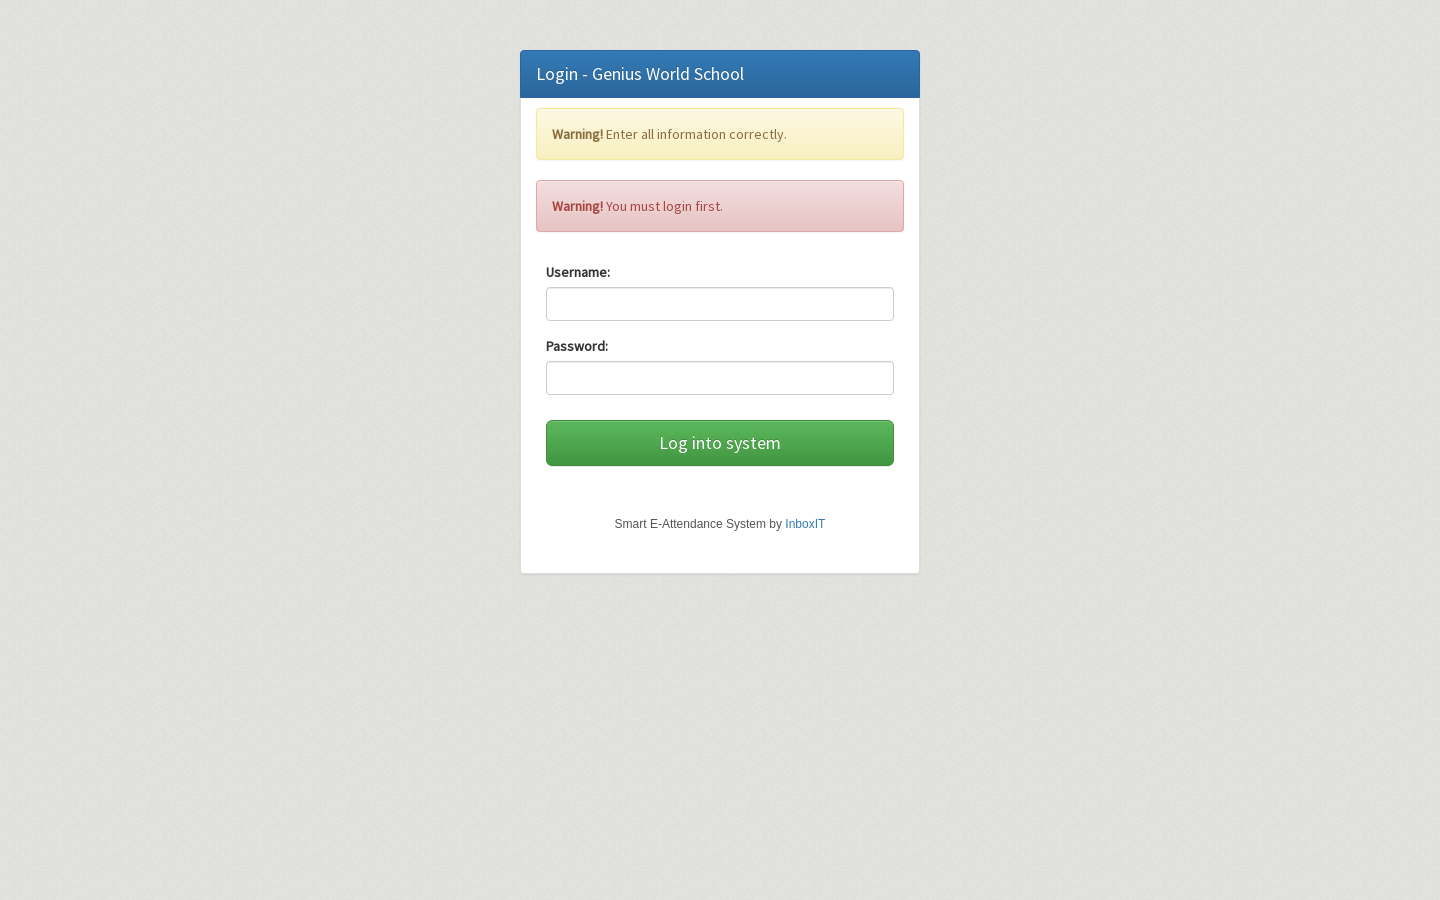 Login - Genius World School
Warning! Enter all information correctly.
Warning! You must login first.
Username:
Password:
Log into system
Smart E-Attendance System by InboxIT